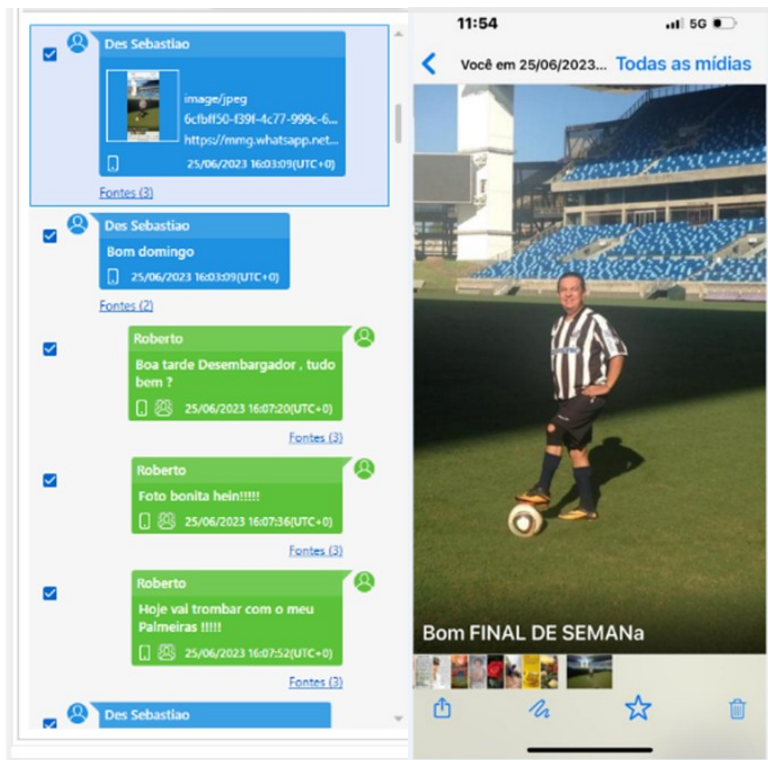 Des Sebastiao
image/jpeg
6cfbff50-f39f-4c77-999c-6...
https://mmg.whatsapp.net...
25/06/2023 16:03:09(UTC+0)
Fontes (3)
Des Sebastiao
Bom domingo
25/06/2023 16:03:09(UTC+0)
Fontes (2)
Roberto
Boa tarde Desembargador , tudo
bem ?
25/06/2023 16:07:20(UTC+0)
Fontes (3)
Roberto
Foto bonita hein!!!!!
25/06/2023 16:07:36(UTC+0)
Fontes (3)
Roberto
Hoje vai trombar com o meu
Palmeiras !!!!!
25/06/2023 16:07:52(UTC+0)
Fontes (3)
Des Sebastiao
11:54
5G
Você em 25/06/2023... Todas as mídias
Bom FINAL DE SEMANa